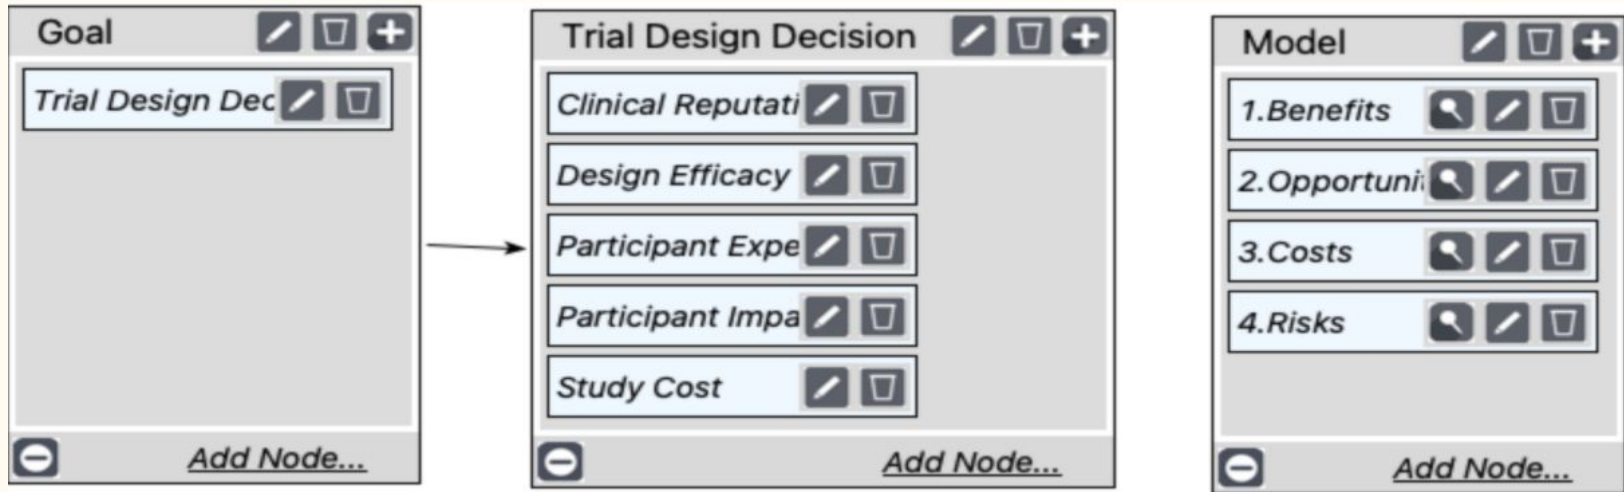 Goal
Trial Design Dec
Add Node...
Trial Design Decision
Clinical Reputati
Design Efficacy
Participant Expe
Participant Impa
Study Cost
Add Node...
Model
1.Benefits
2.Opportunit
3.Costs
4.Risks
Add Node...